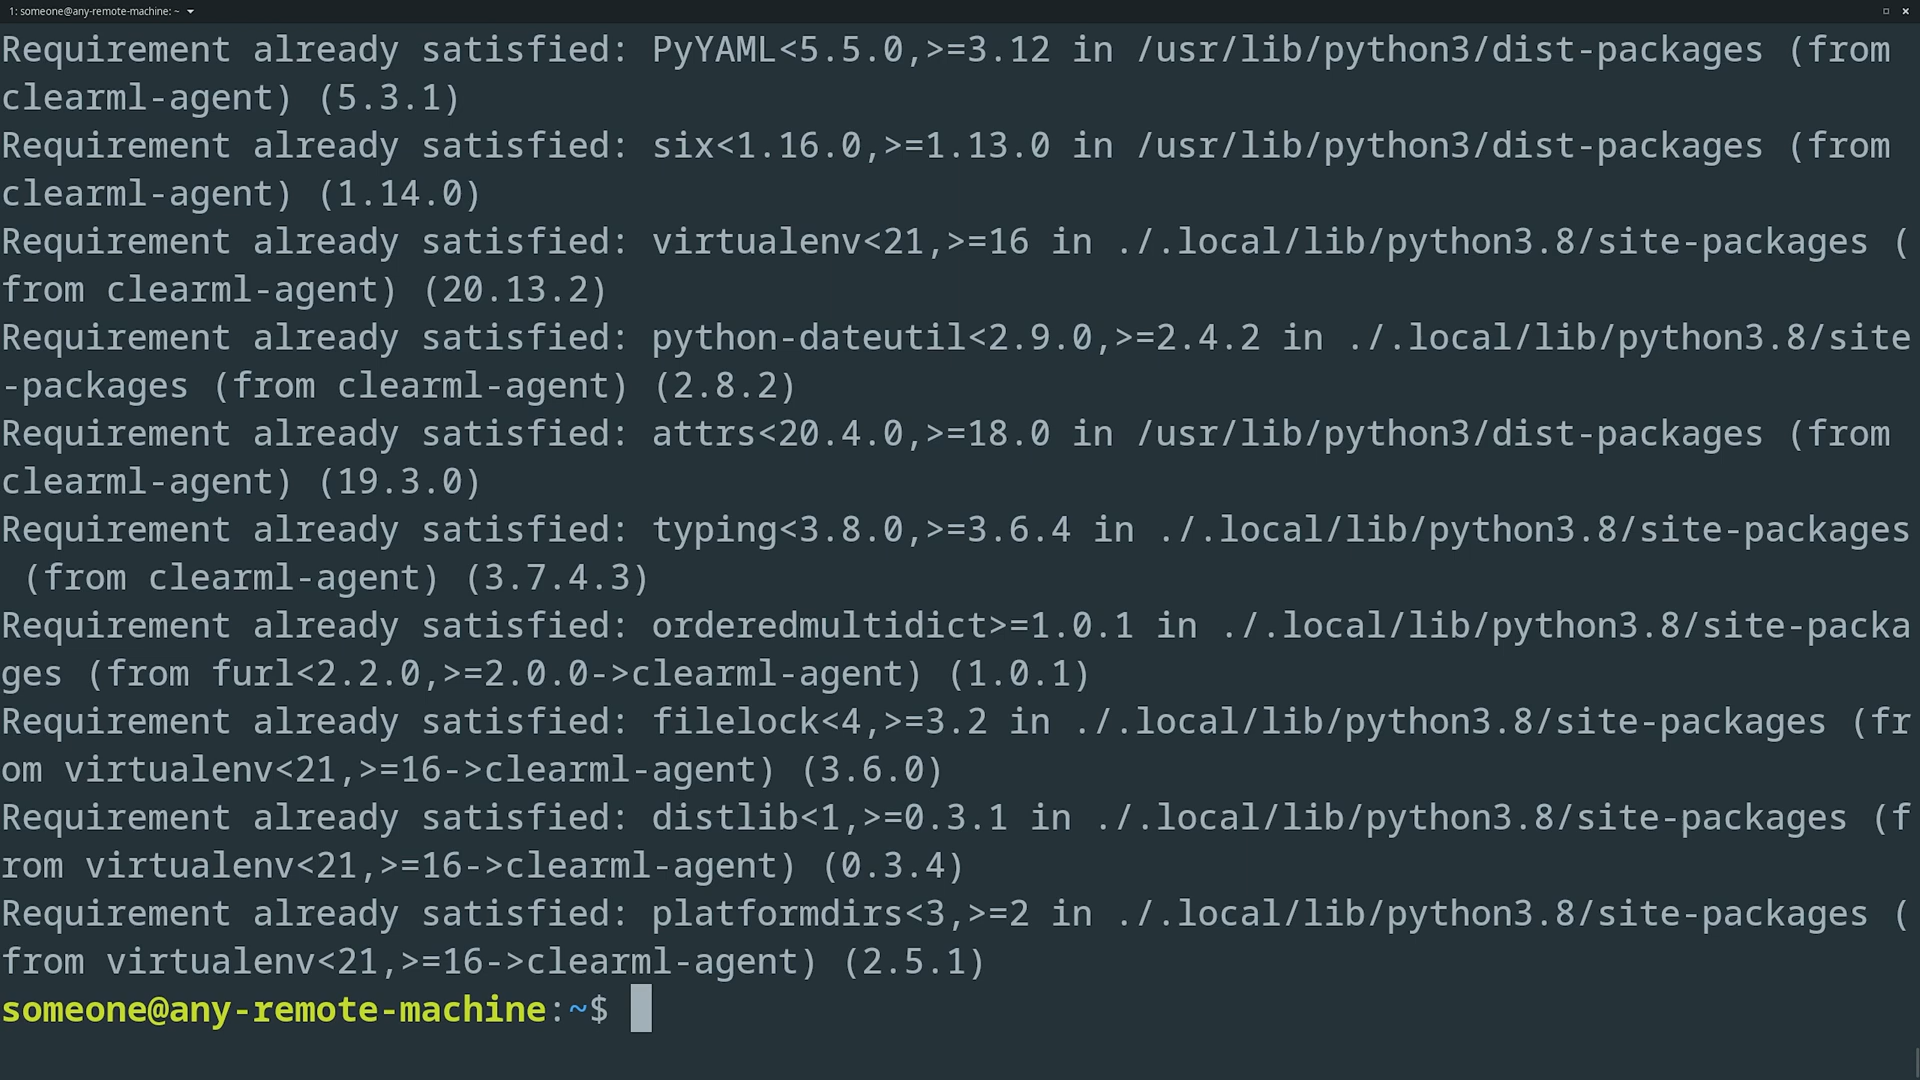 1: someone@any-remote-machine: ~
Requirement already satisfied: PyYAML<5.5.0,>=3.12 in /usr/lib/python3/dist-packages (from
clearml-agent) (5.3.1)
Requirement already satisfied: six<1.16.0,>=1.13.0 in /usr/lib/python3/dist-packages (from
clearml-agent) (1.14.0)
Requirement already satisfied: virtualenv<21,>=16 in ./.local/lib/python3.8/site-packages (
from clearml-agent) (20.13.2)
Requirement already satisfied: python-dateutil<2.9.0,>=2.4.2 in ./.local/lib/python3.8/site
-packages (from clearml-agent) (2.8.2)
Requirement already satisfied: attrs<20.4.0,>=18.0 in /usr/lib/python3/dist-packages (from
clearml-agent) (19.3.0)
Requirement already satisfied: typing<3.8.0,>=3.6.4 in ./.local/lib/python3.8/site-packages
 (from clearml-agent) (3.7.4.3)
Requirement already satisfied: orderedmultidict>=1.0.1 in ./.local/lib/python3.8/site-packa
ges (from furl<2.2.0,>=2.0.0->clearml-agent) (1.0.1)
Requirement already satisfied: filelock<4,>=3.2 in ./.local/lib/python3.8/site-packages (fr
om virtualenv<21,>=16->clearml-agent) (3.6.0)
Requirement already satisfied: distlib<1,>=0.3.1 in ./.local/lib/python3.8/site-packages (f
rom virtualenv<21,>=16->clearml-agent) (0.3.4)
Requirement already satisfied: platformdirs<3,>=2 in ./.local/lib/python3.8/site-packages (
from virtualenv<21,>=16->clearml-agent) (2.5.1)
someone@any-remote-machine:~$